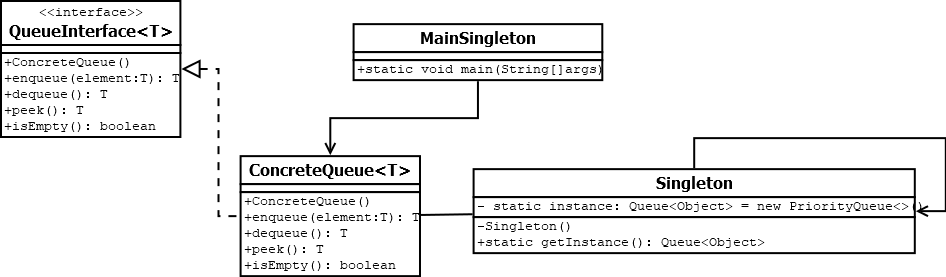 <<interface>>
QueueInterface<T>
+ConcreteQueue()
+enqueue(element:T): T
+dequeue(): T
+peek(): T
+isEmpty(): boolean
MainSingleton
+static void main(String[]args)
ConcreteQueue<T>
+ConcreteQueue()
+enqueue(element:T): T
+dequeue(): T
+peek(): T
+isEmpty(): boolean
Singleton
- static instance: Queue<Object> = new PriorityQueue<>()
-Singleton()
+static getInstance(): Queue<Object>